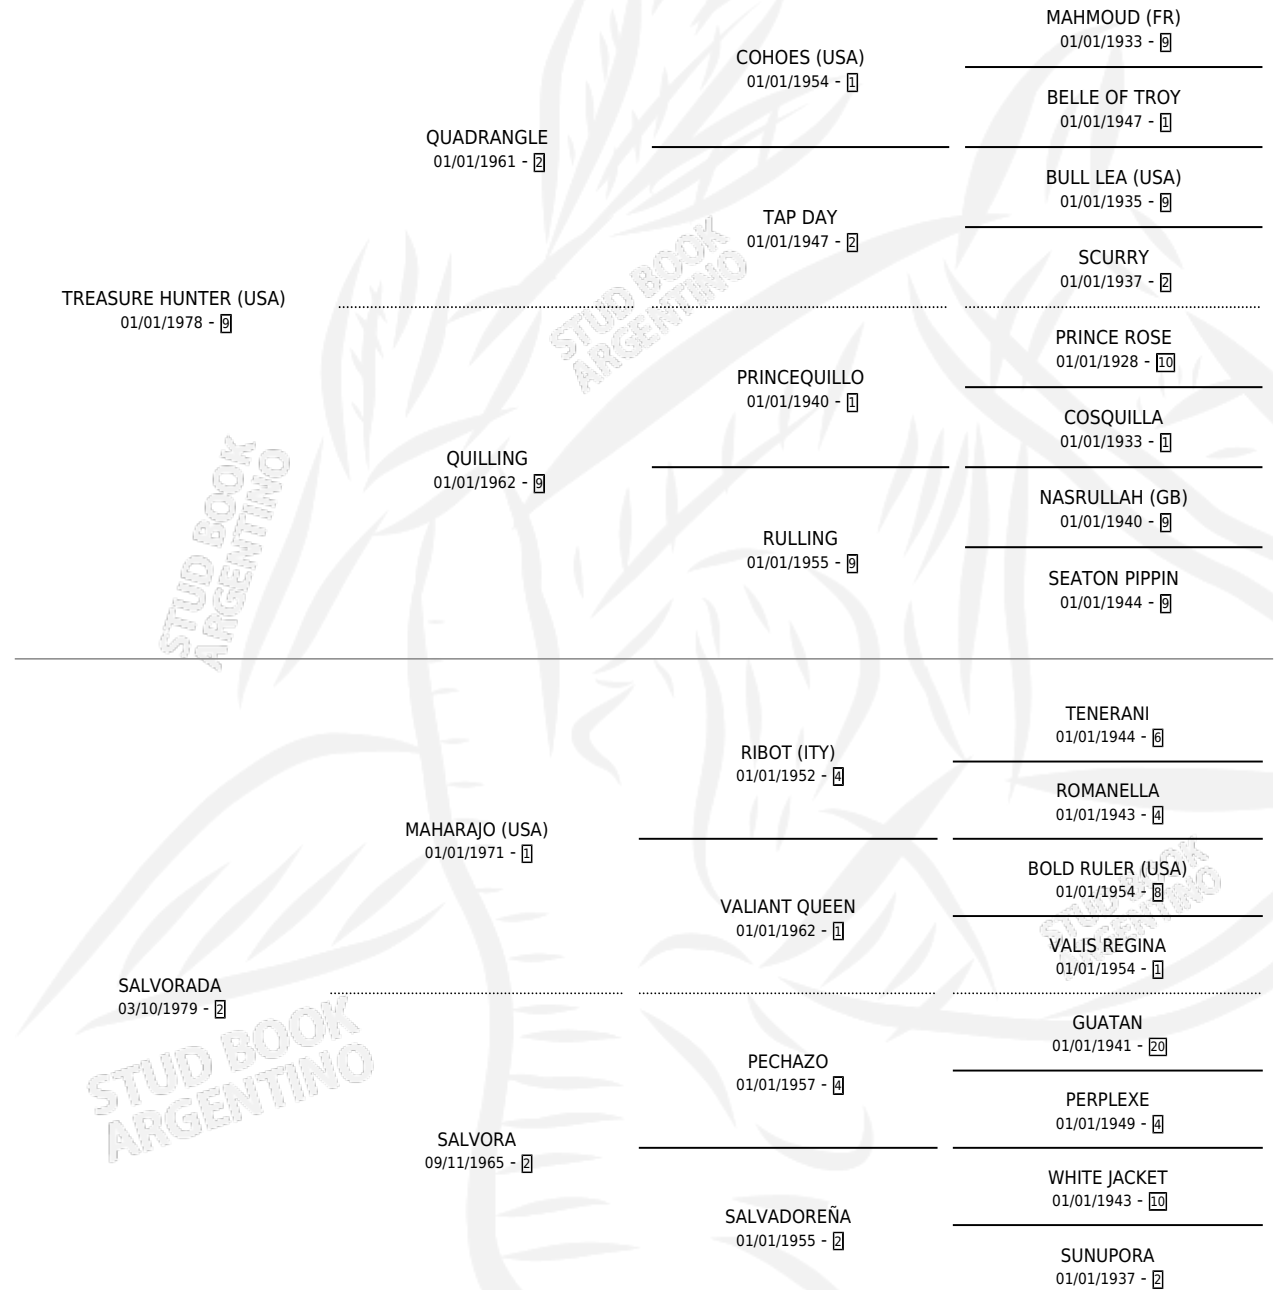 MAHMOUD (FR)
01/01/1933 - 9
COHOES (USA)
01/01/1954 - 1
BELLE OF TROY
01/01/1947 - 1
QUADRANGLE
01/01/1961 - 2
BULL LEA (USA)
01/01/1935 - 9
TAP DAY
01/01/1947 - 2
SCURRY
01/01/1937 - 2
TREASURE HUNTER (USA)
01/01/1978 - 9
PRINCE ROSE
01/01/1928 - 10
PRINCEQUILLO
01/01/1940 - 1
COSQUILLA
01/01/1933 - 1
QUILLING
01/01/1962 - 9
NASRULLAH (GB)
01/01/1940 - 9
RULLING
01/01/1955 - 9
SEATON PIPPIN
01/01/1944 - 9
STUD BOOK
ARGENTINO
STUD BOOK
ARGENTINO
TENERANI
01/01/1944 - 6
RIBOT (ITY)
01/01/1952 - 4
ROMANELLA
01/01/1943 - 4
MAHARAJO (USA)
01/01/1971 - 1
BOLD RULER (USA)
01/01/1954 - 8
VALIANT QUEEN
01/01/1962 - 1
VALIS REGINA
01/01/1954 - 1
STUD BOOK
ARGENTINO
SALVORADA
03/10/1979 - 2
GUATAN
01/01/1941 - 20
PECHAZO
01/01/1957 - 4
PERPLEXE
01/01/1949 - 4
STUD BOOK
ARGENTINO
SALVORA
09/11/1965 - 2
WHITE JACKET
01/01/1943 - 10
SALVADOREÑA
01/01/1955 - 2
SUNUPORA
01/01/1937 - 2